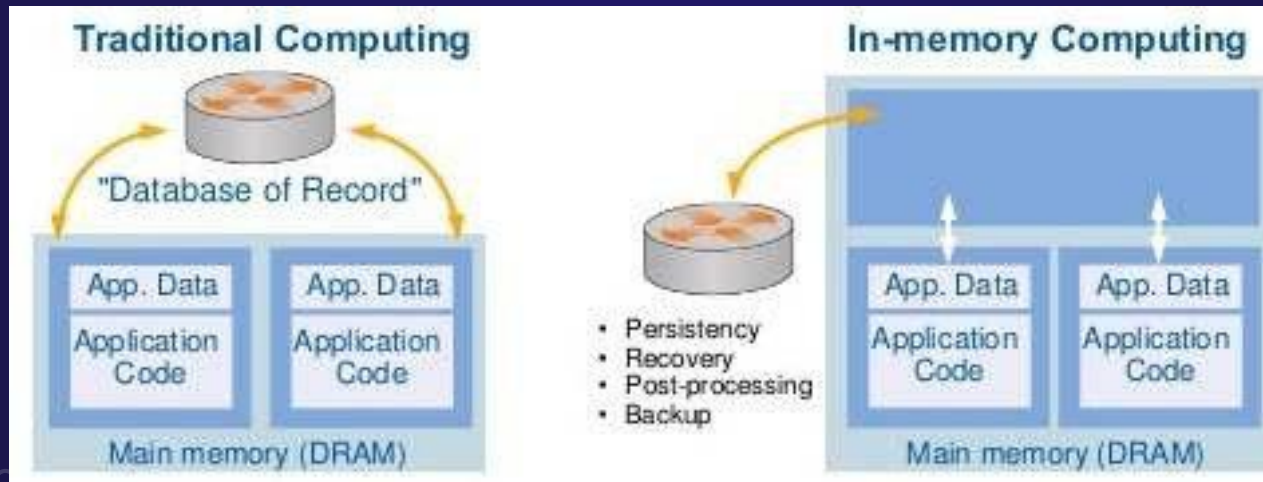 Traditional Computing
"Database of Record"
App. Data
Application
Code
App. Data
Application
Code
Main memory (DRAM)
In-memory Computing
• Persistency
• Recovery
• Post-processing
• Backup
App. Data
Application
Code
App. Data
Application
Code
Main memory (DRAM)